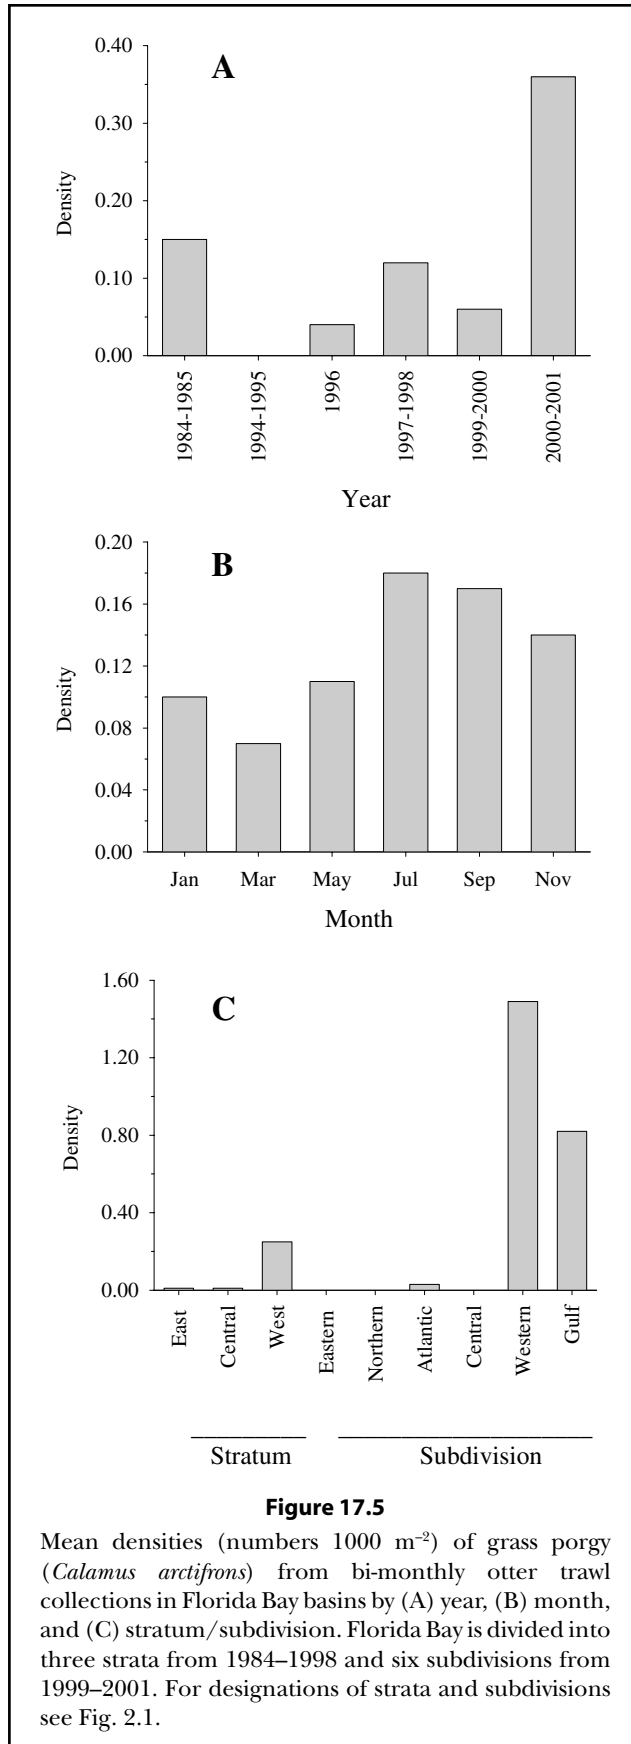 A
0.40
0.30
0.20
0.10
0.00
Density
1984-1985
1994-1995
1996
1997-1998
1999-2000
2000-2001
Year
B
0.20
0.16
0.12
0.08
0.04
0.00
Density
Jan Mar May Jul Sep Nov
Month
C
1.60
1.20
0.80
0.40
0.00
Density
East
Central
West
Eastern
Northern
Atlantic
Central
Western
Gulf
Stratum Subdivision
Figure 17.5
Mean densities (numbers 1000 m⁻²) of grass porgy
(Calamus arctifrons) from bi-monthly otter trawl
collections in Florida Bay basins by (A) year, (B) month,
and (C) stratum/subdivision. Florida Bay is divided into
three strata from 1984–1998 and six subdivisions from
1999–2001. For designations of strata and subdivisions
see Fig. 2.1.